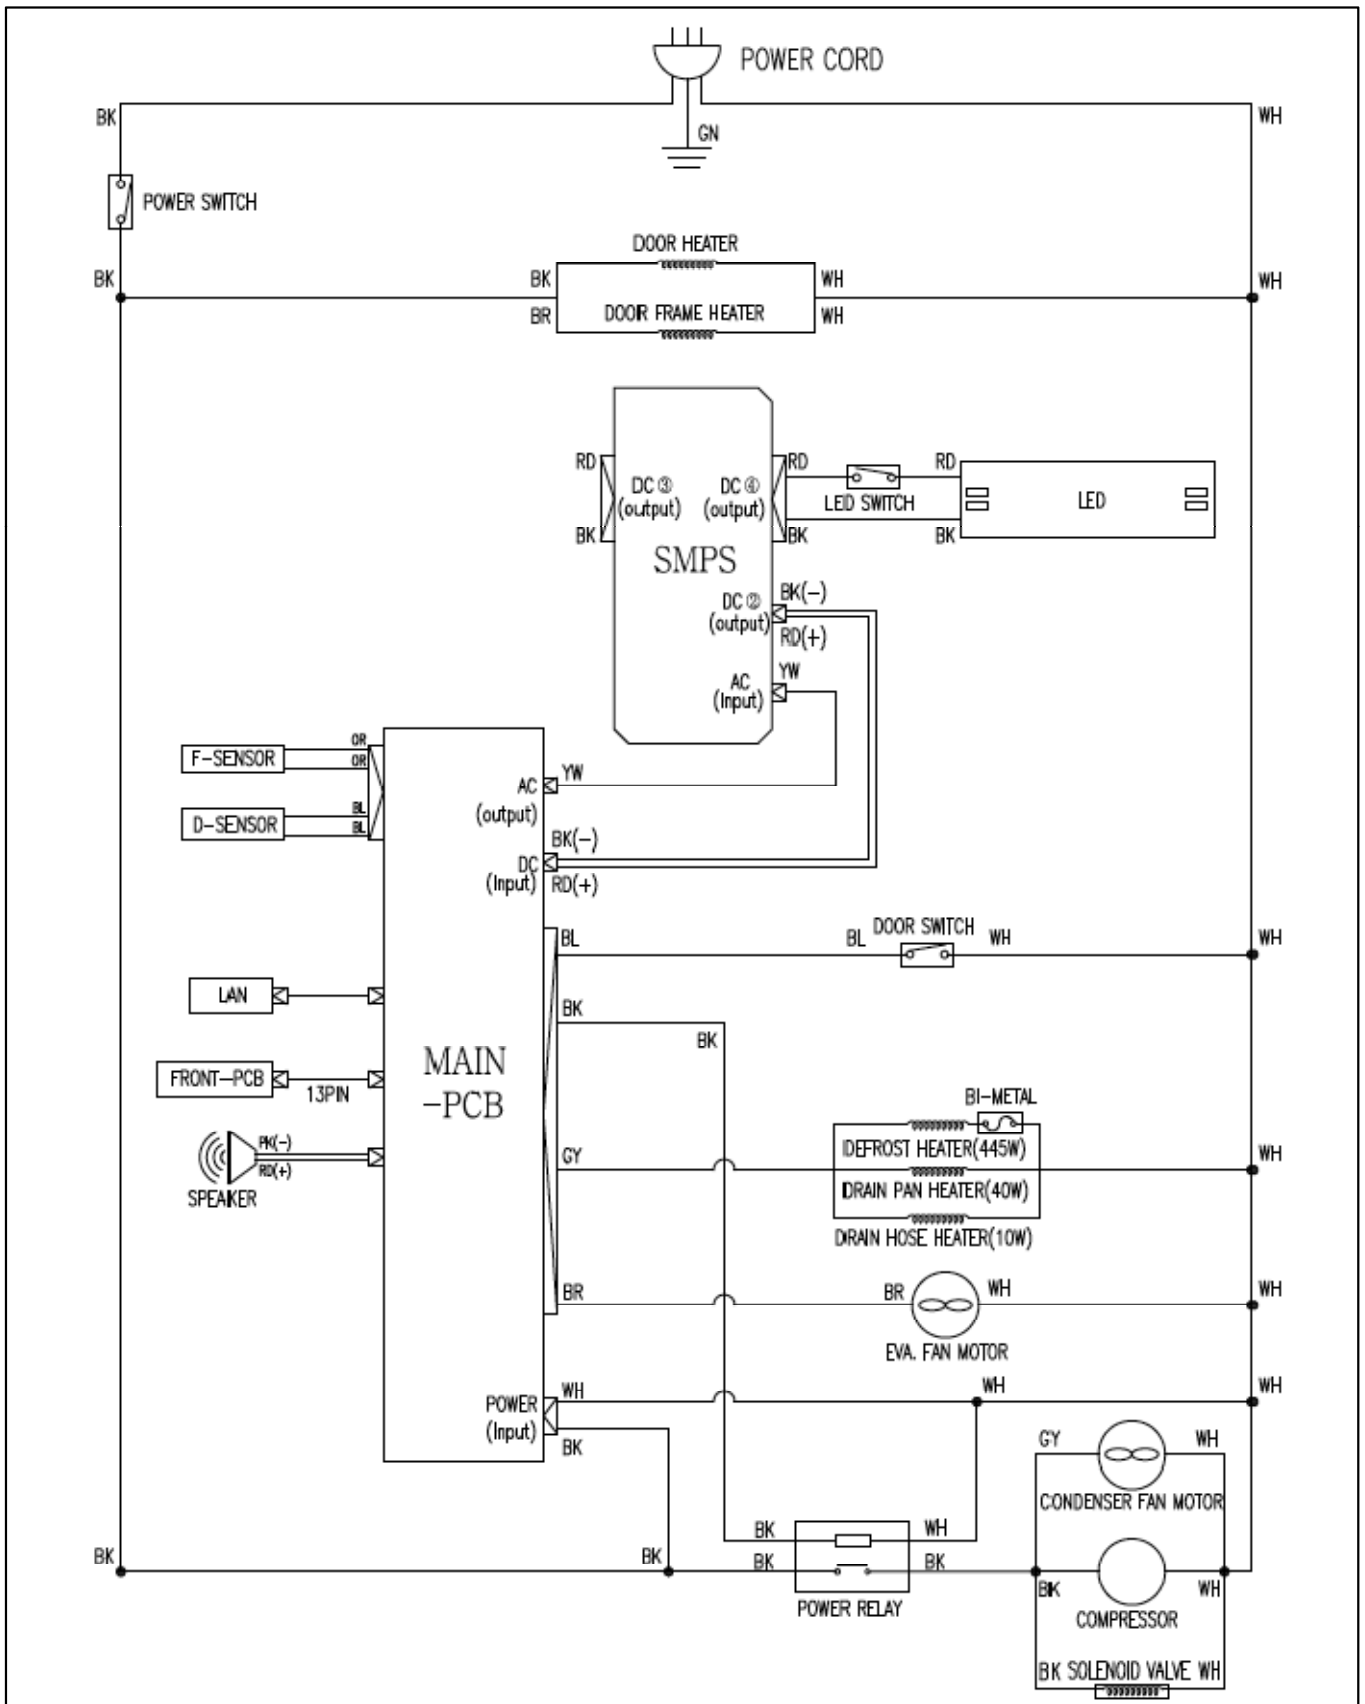 POWER CORD
BK
WH
GN
POWER SWITCH
DOOR HEATER
BK
BK
WH
WH
BR
DOOR FRAME HEATER
WH
RD
RD
RD
DC ③
(output)
DC ④
(output)
LED SWITCH
LED
BK
BK
BK
SMPS
DC ②
(output)
BK(-)
RD(+)
AC
(Input)
YW
F-SENSOR
OR
OR
D-SENSOR
BL
BL
AC
(output)
YW
BK(-)
DC
(Input)
RD(+)
BL
BL
DOOR SWITCH
WH
WH
LAN
BK
BK
MAIN
-PCB
FRONT-PCB
13PIN
BI-METAL
DEFROST HEATER(445W)
GY
WH
DRAIN PAN HEATER(40W)
DRAIN HOSE HEATER(10W)
PK(-)
RD(+)
SPEAKER
BR
BR
WH
WH
EVA. FAN MOTOR
POWER
(Input)
WH
WH
WH
BK
GY
WH
CONDENSER FAN MOTOR
BK
WH
BK
BK
BK
BK
POWER RELAY
BK
WH
COMPRESSOR
BK SOLENOID VALVE WH